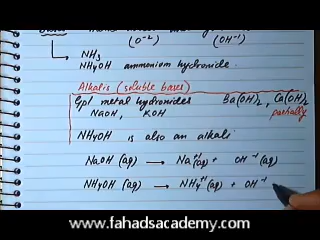 (O⁻²) (OH⁻¹)
NH₃
NH₄OH ammonium hydroxide.
Alkalis (soluble bases)
Gp1 metal hydroxides Ba(OH)₂, Ca(OH)₂
NaOH, KOH partially
NH₄OH is also an alkali
NaOH (aq) → Na⁺¹(aq) + OH⁻¹(aq)
NH₄OH (aq) → NH₄⁺¹(aq) + OH⁻¹
www.fahadsacademy.com